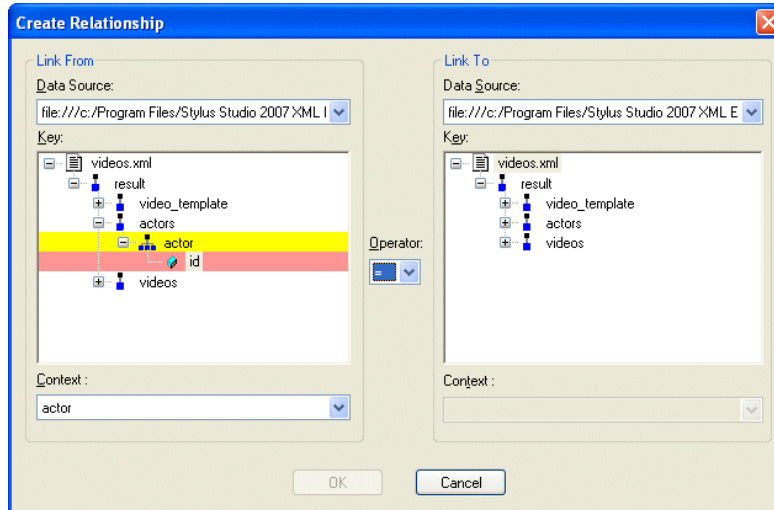 Create Relationship
Link From
Data Source:
file:///c:/Program Files/Stylus Studio 2007 XML I
Key:
videos.xml
result
video_template
actors
actor
id
videos
Context :
actor
Operator:
=
Link To
Data Source:
file:///c:/Program Files/Stylus Studio 2007 XML E
Key:
videos.xml
result
video_template
actors
videos
Context :
OK
Cancel